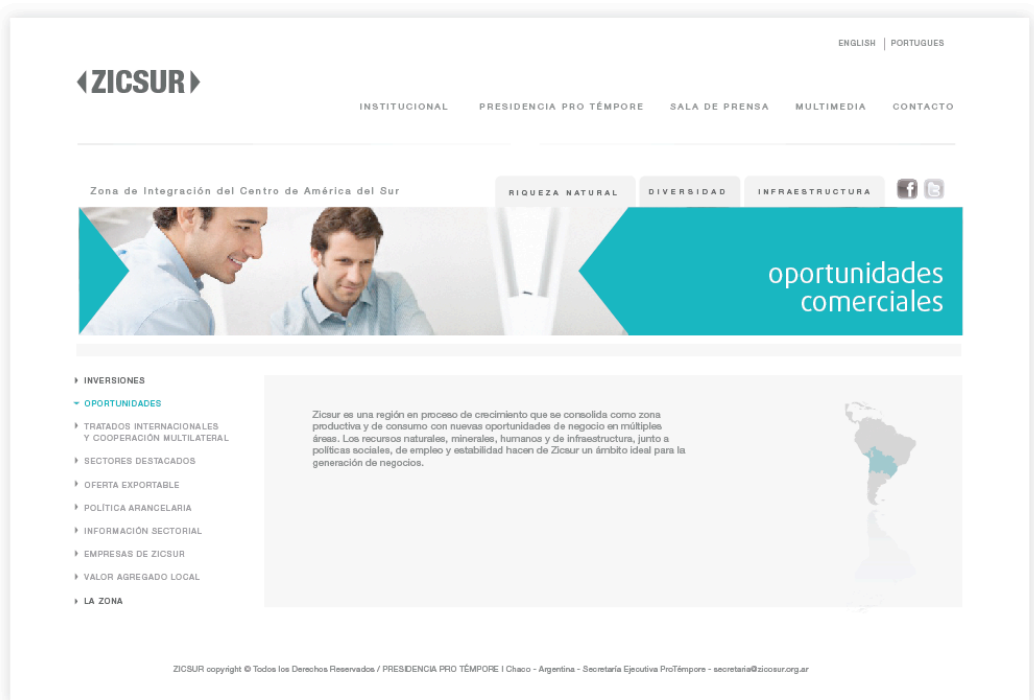 ENGLISH | PORTUGUES
ZICSUR
INSTITUCIONAL PRESIDENCIA PRO TÉMPORE SALA DE PRENSA MULTIMEDIA CONTACTO
Zona de Integración del Centro de América del Sur
RIQUEZA NATURAL DIVERSIDAD INFRAESTRUCTURA
oportunidades
comerciales
INVERSIONES
OPORTUNIDADES
TRATADOS INTERNACIONALES
Y COOPERACIÓN MULTILATERAL
SECTORES DESTACADOS
OFERTA EXPORTABLE
POLÍTICA ARANCELARIA
INFORMACIÓN SECTORIAL
EMPRESAS DE ZICSUR
VALOR AGREGADO LOCAL
LA ZONA
Zicsur es una región en proceso de crecimiento que se consolida como zona
productiva y de consumo con nuevas oportunidades de negocio en múltiples
áreas. Los recursos naturales, minerales, humanos y de infraestructura, junto a
políticas sociales, de empleo y estabilidad hacen de Zicsur un ámbito ideal para la
generación de negocios.
ZICSUR copyright © Todos los Derechos Reservados / PRESIDENCIA PRO TÉMPORE I Chaco - Argentina - Secretaría Ejecutiva ProTémpore - secretaria@zicosur.org.ar